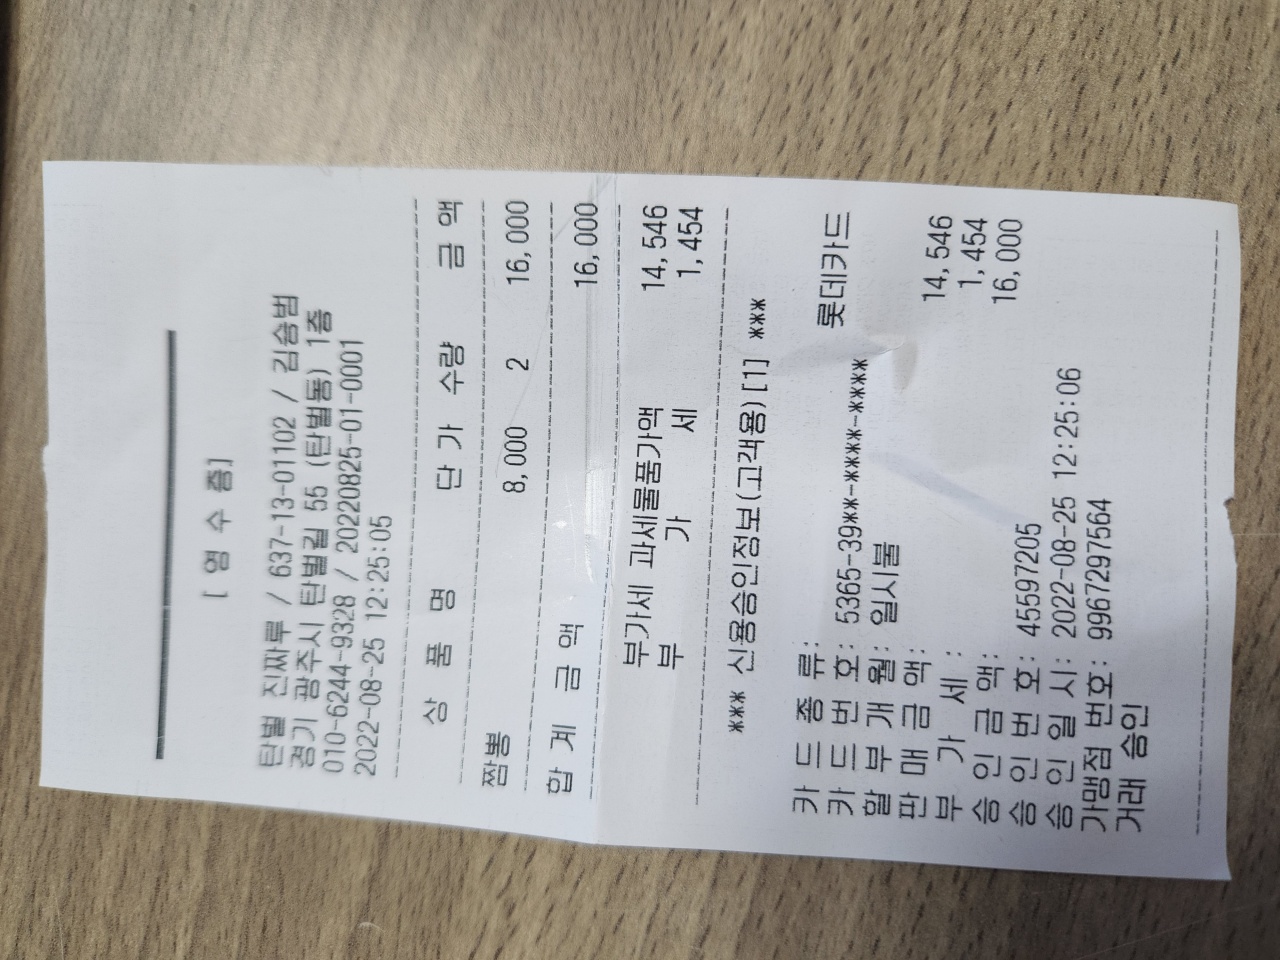 [ 영 수 증 ]
탄벌 진짜루 / 637-13-01102 / 김승범
경기 광주시 탄벌길 55 (탄벌동) 1층
010-6244-9328 / 20220825-01-0001
2022-08-25 12:25:05
상 품 명 단 가 수량 금 액
짬뽕 8,000 2 16,000
합 계 금 액 16,000
부가세 과세물품가액 14,546
부 가 세 1,454
*** 신용승인정보(고객용)[1] ***
카 드 종 류: 롯데카드
카 드 번 호: 5365-39**-****-****
할 부 개 월: 일시불
판 매 금 액: 14,546
부 가 세: 1,454
승 인 금 액: 16,000
승 인 번 호: 45597205
승 인 일 시: 2022-08-25 12:25:06
가맹점 번호: 9967297564
거래 승인